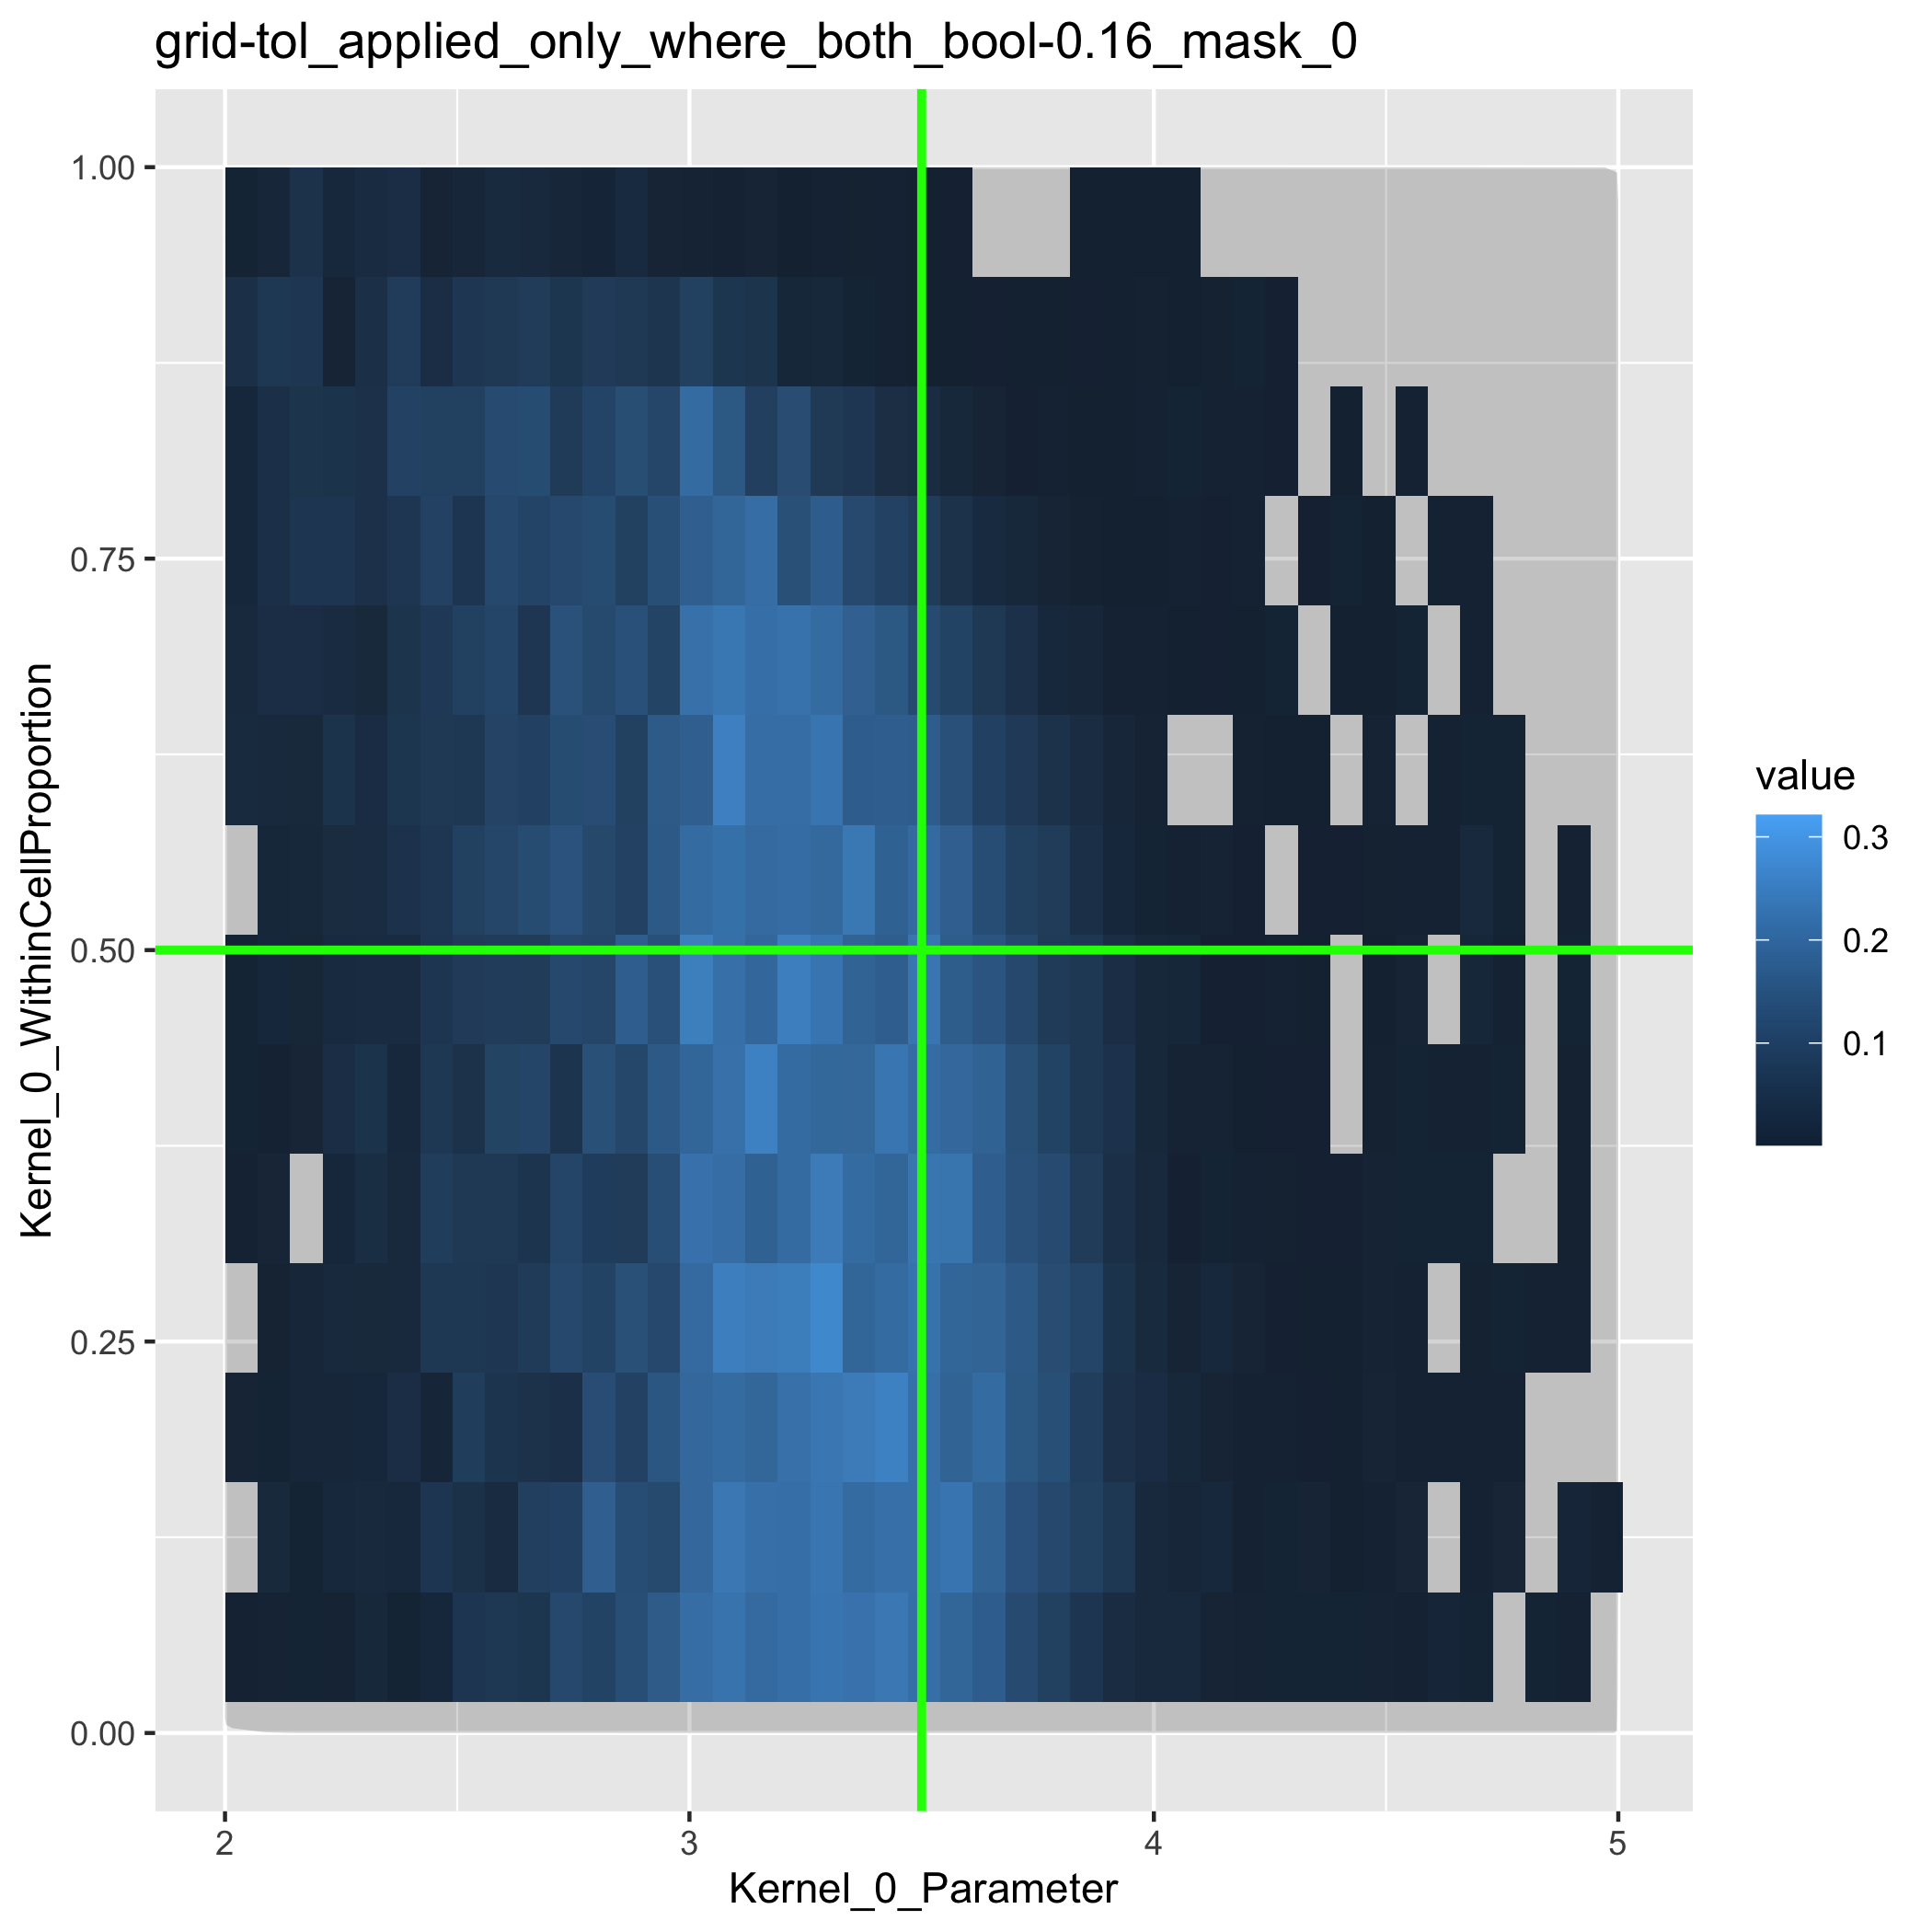 grid-tol_applied_only_where_both_bool-0.16_mask_0
1.00
0.75
0.50
0.25
0.00
Kernel_0_WithinCellProportion
2 3 4 5
Kernel_0_Parameter
value
0.3
0.2
0.1